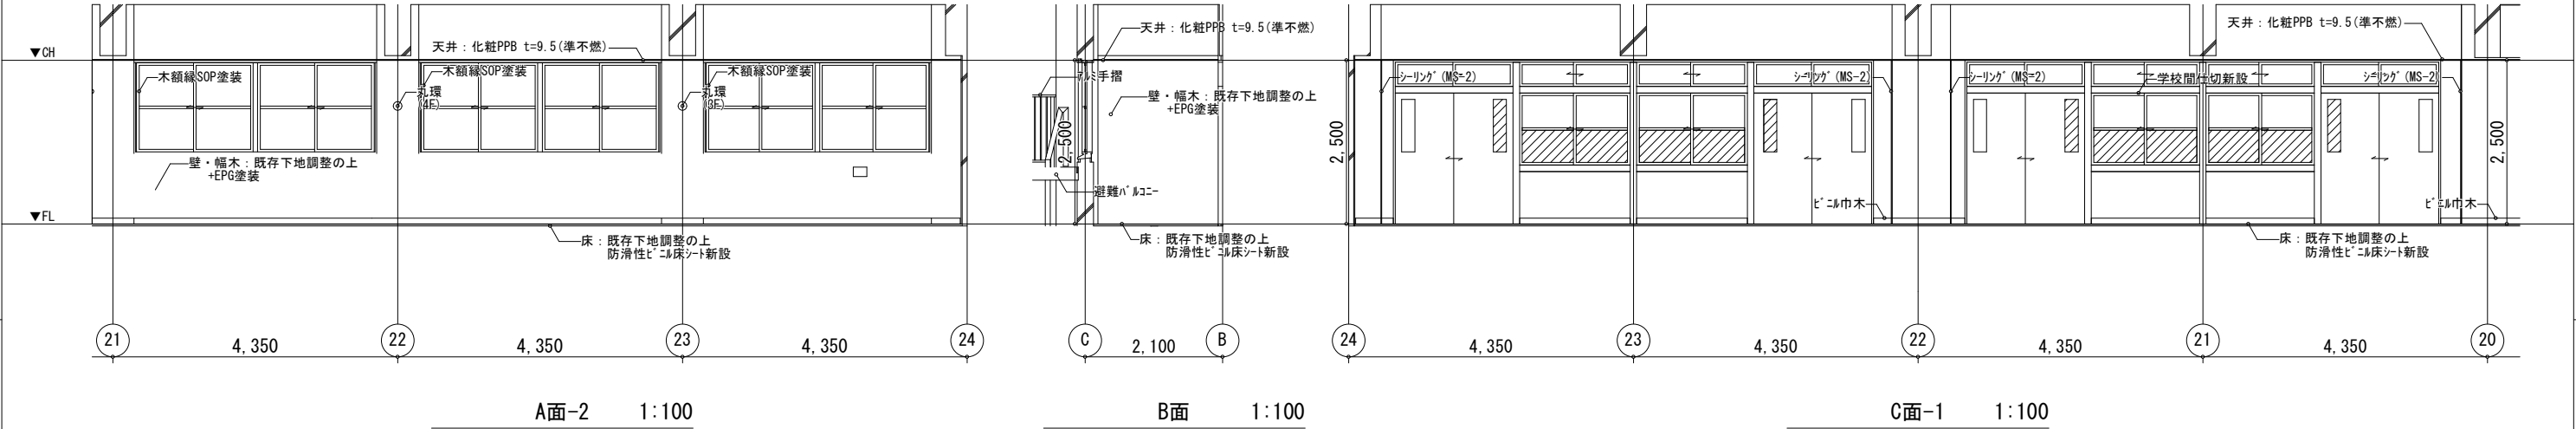 ▼CH
▼FL
天井：化粧PPB t=9.5(準不燃)
木額縁SOP塗装
木額縁SOP塗装
木額縁SOP塗装
丸環
(4F)
丸環
(3F)
壁・幅木：既存下地調整の上
+EPG塗装
床：既存下地調整の上
防滑性ﾋﾞﾆﾙ床ｼｰﾄ新設
21
4,350
22
4,350
23
4,350
24
A面-2 1:100
天井：化粧PPB t=9.5(準不燃)
ｱﾙﾐ手摺
壁・幅木：既存下地調整の上
+EPG塗装
2,500
避難ﾊﾞﾙｺﾆｰ
床：既存下地調整の上
防滑性ﾋﾞﾆﾙ床ｼｰﾄ新設
C
2,100
B
B面 1:100
天井：化粧PPB t=9.5(準不燃)
2,500
ｼｰﾘﾝｸﾞ(MS-2)
ｼｰﾘﾝｸﾞ(MS-2)
ｼｰﾘﾝｸﾞ(MS-2)
学校間仕切新設
ｼｰﾘﾝｸﾞ(MS-2)
2,500
ﾋﾞﾆﾙ巾木
ﾋﾞﾆﾙ巾木
床：既存下地調整の上
防滑性ﾋﾞﾆﾙ床ｼｰﾄ新設
24
4,350
23
4,350
22
4,350
21
4,350
20
C面-1 1:100